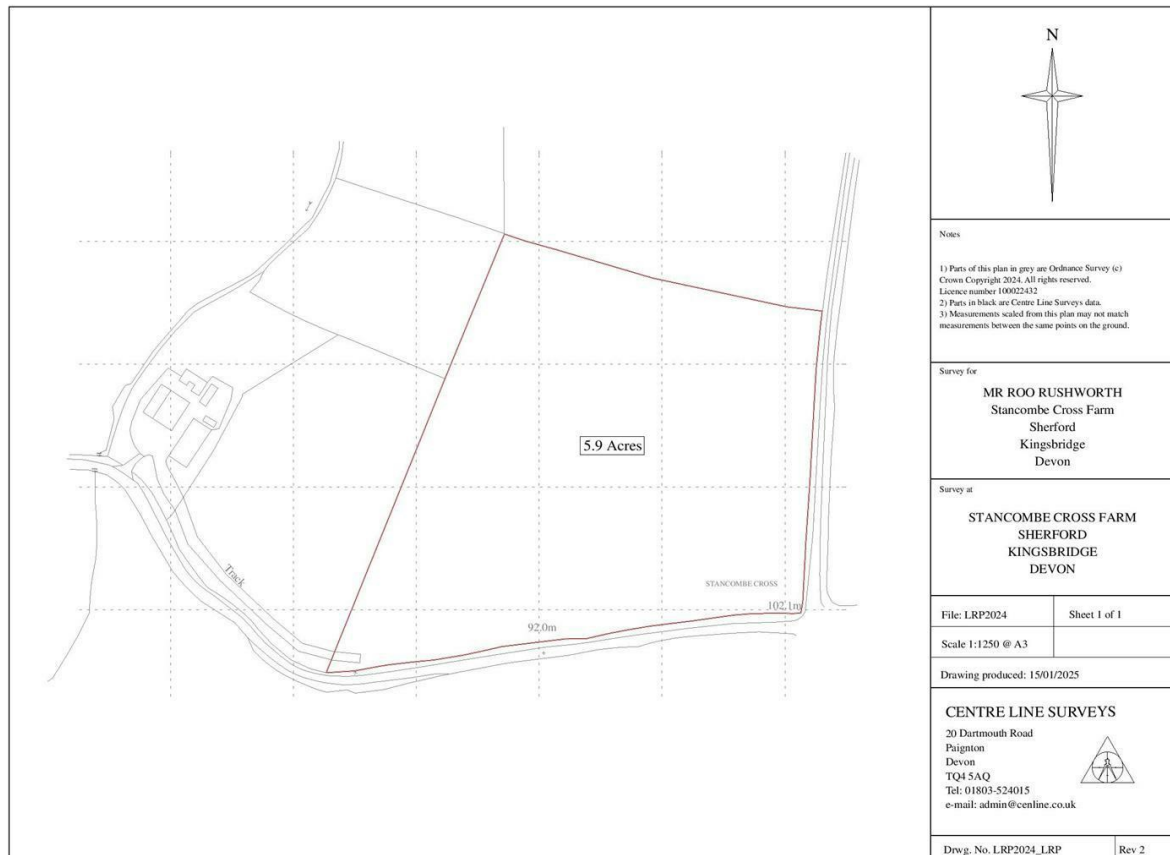 5.9 Acres
STANCOMBE CROSS
102.1m
92.0m
Track
N
Notes
1) Parts of this plan in grey are Ordnance Survey (c)
Crown Copyright 2024. All rights reserved.
Licence number 100022432
2) Parts in black are Centre Line Surveys data.
3) Measurements scaled from this plan may not match
measurements between the same points on the ground.
Survey for
MR ROO RUSHWORTH
Stancombe Cross Farm
Sherford
Kingsbridge
Devon
Survey at
STANCOMBE CROSS FARM
SHERFORD
KINGSBRIDGE
DEVON
File: LRP2024
Sheet 1 of 1
Scale 1:1250 @ A3
Drawing produced: 15/01/2025
CENTRE LINE SURVEYS
20 Dartmouth Road
Paignton
Devon
TQ4 5AQ
Tel: 01803-524015
e-mail: admin@cenline.co.uk
Drwg. No. LRP2024_LRP
Rev 2